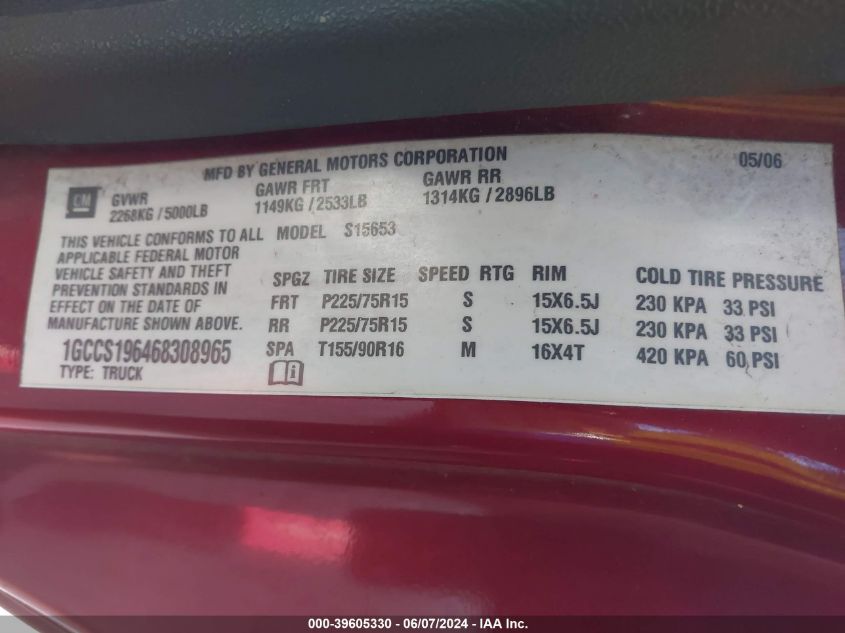 MFD BY GENERAL MOTORS CORPORATION 05/06
GM GVWR GAWR FRT GAWR RR
2268KG / 5000LB 1149KG / 2533LB 1314KG / 2896LB
THIS VEHICLE CONFORMS TO ALL MODEL S15653
APPLICABLE FEDERAL MOTOR
VEHICLE SAFETY AND THEFT
PREVENTION STANDARDS IN
EFFECT ON THE DATE OF
MANUFACTURE SHOWN ABOVE.
1GCCS196468308965
TYPE: TRUCK
SPGZ TIRE SIZE SPEED RTG RIM COLD TIRE PRESSURE
FRT P225/75R15 S 15X6.5J 230 KPA 33 PSI
RR P225/75R15 S 15X6.5J 230 KPA 33 PSI
SPA T155/90R16 M 16X4T 420 KPA 60 PSI
i
000-39605330 - 06/07/2024 - IAA Inc.